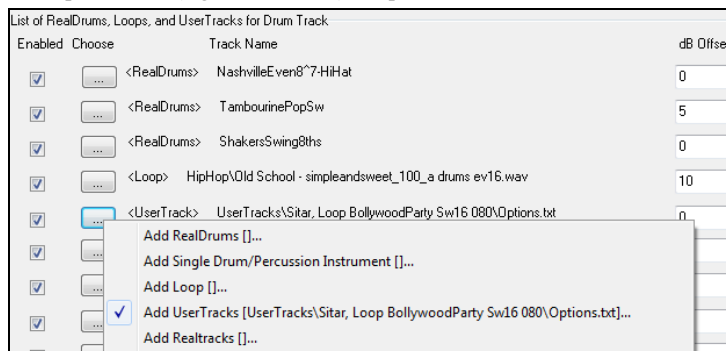 List of RealDrums, Loops, and UserTracks for Drum Track
Enabled Choose Track Name dB Offse
... <RealDrums> NashvilleEven8^7-HiHat 0
... <RealDrums> TambourinePopSw 5
... <RealDrums> ShakersSwing8ths 0
... <Loop> HipHop\Old School - simpleandsweet_100_a drums ev16.wav 10
... <UserTrack> UserTracks\Sitar, Loop BollywoodParty Sw16 080\Options.txt 0
Add RealDrums []...
Add Single Drum/Percussion Instrument []...
Add Loop []...
Add UserTracks [UserTracks\Sitar, Loop BollywoodParty Sw16 080\Options.txt]...
Add Realtracks []...